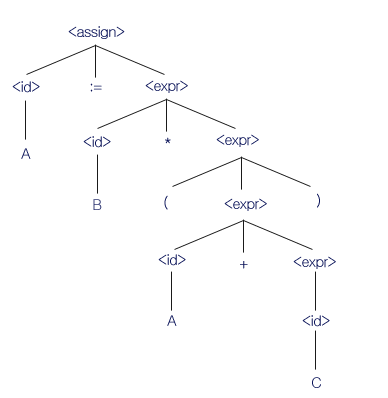 <assign>
<id> := <expr>
A <id> * <expr>
B ( <expr> )
<id> + <expr>
A <id>
C